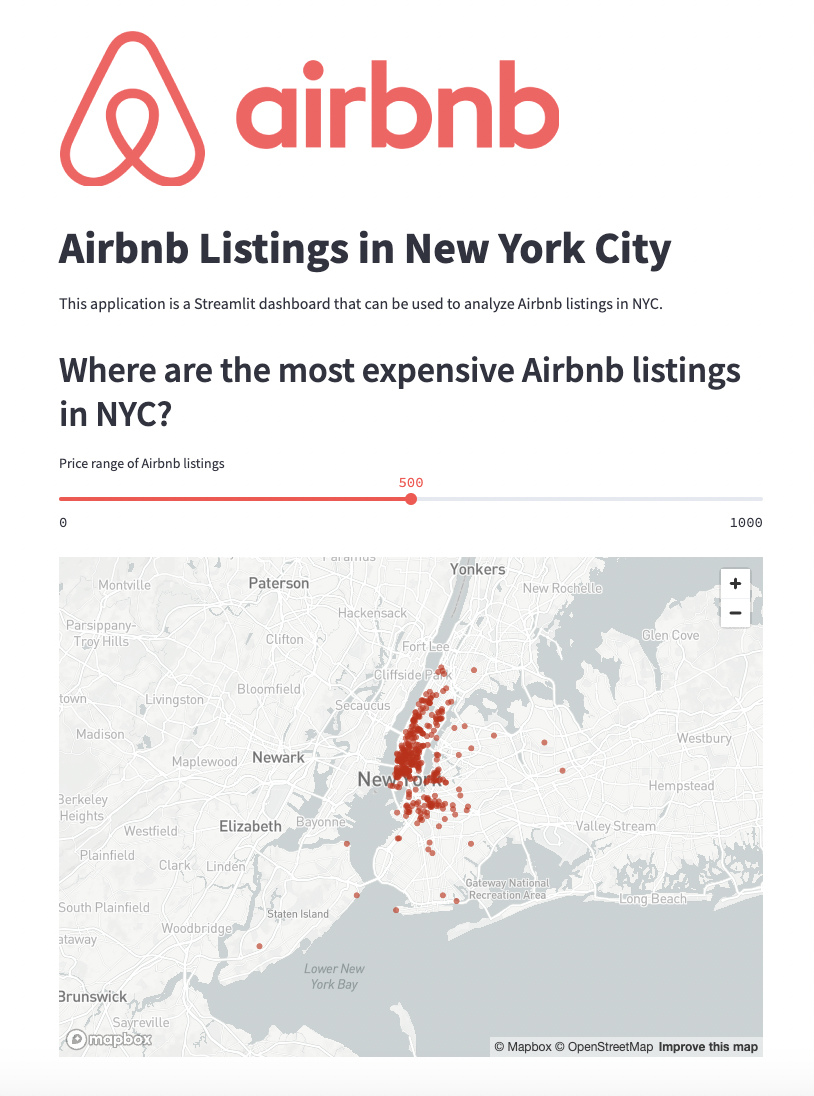 airbnb
Airbnb Listings in New York City
This application is a Streamlit dashboard that can be used to analyze Airbnb listings in NYC.
Where are the most expensive Airbnb listings
in NYC?
Price range of Airbnb listings
500
0
1000
Paramus
Yonkers
+
Montville
Paterson
New Rochelle
−
Hackensack
Parsippany-
Troy Hills
Clifton
Fort Lee
Glen Cove
Cliffside Park
Bloomfield
town
Livingston
Secaucus
Madison
Westbury
Maplewood
Newark
New York
Hempstead
Berkeley
Heights
Elizabeth
Bayonne
Valley Stream
Westfield
Plainfield
Clark
Linden
Gateway National
Recreation Area
Long Beach
South Plainfield
Staten Island
Woodbridge
ataway
Lower New
York Bay
Brunswick
Sayreville
mapbox
© Mapbox © OpenStreetMap Improve this map